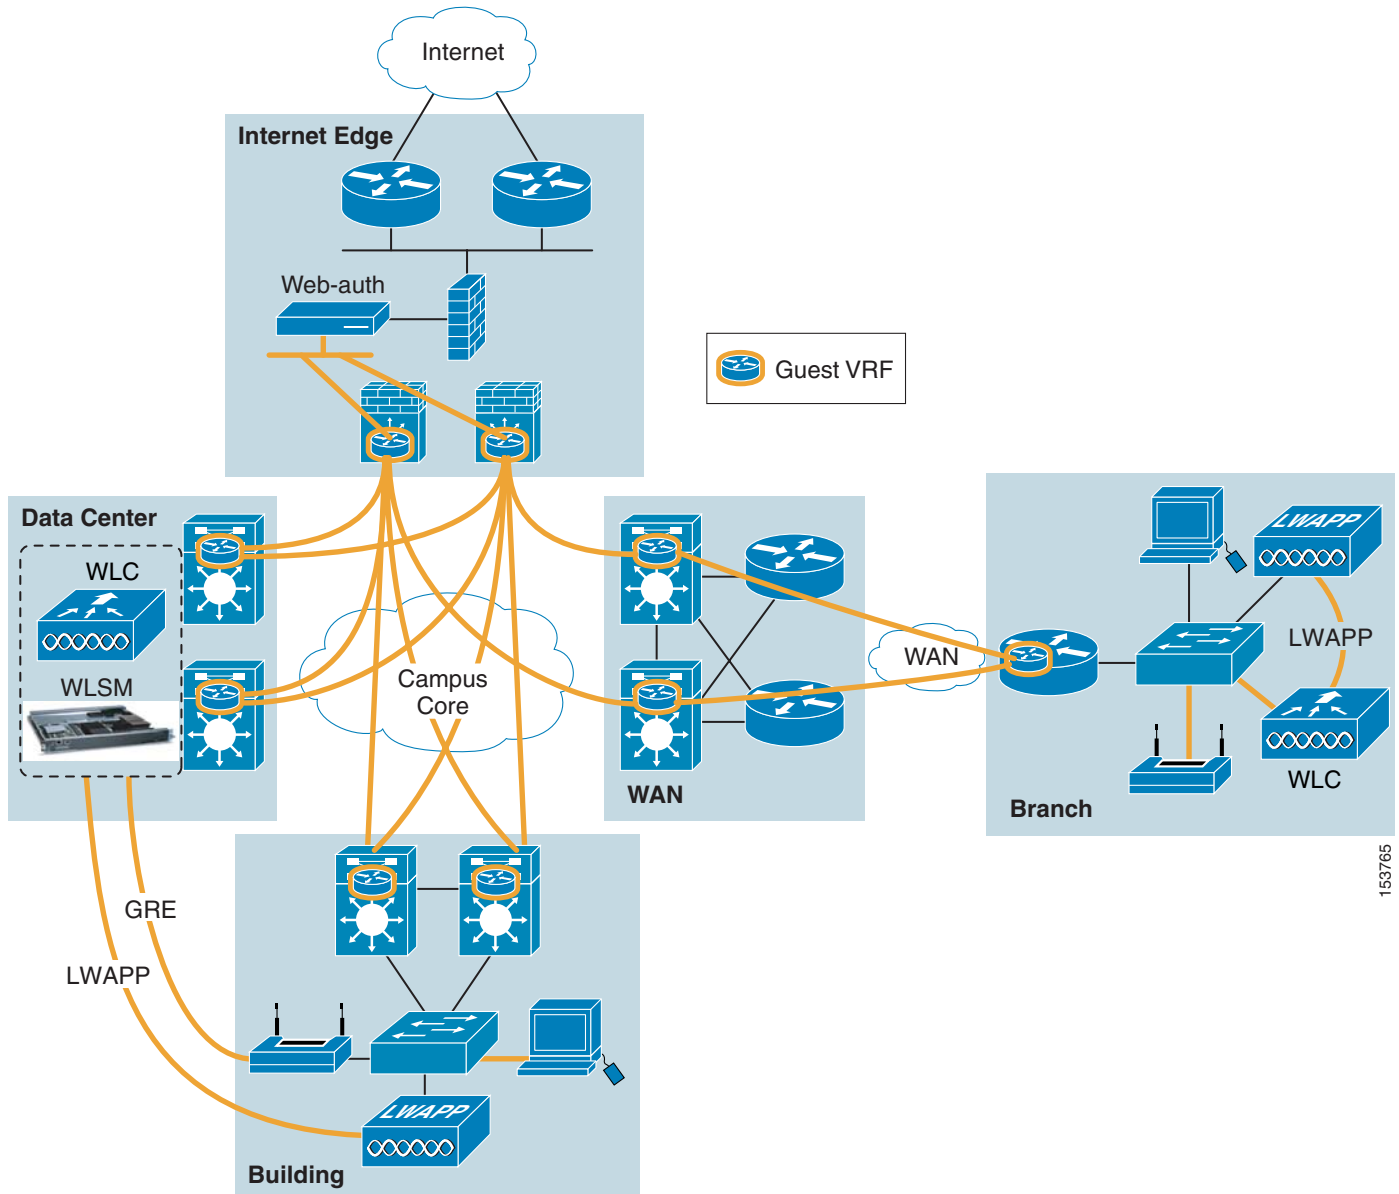 Internet
Internet Edge
Web-auth
Guest VRF
Data Center
WLC
WLSM
Campus
Core
WAN
WAN
LWAPP
LWAPP
WLC
Branch
GRE
LWAPP
LWAPP
Building
153765